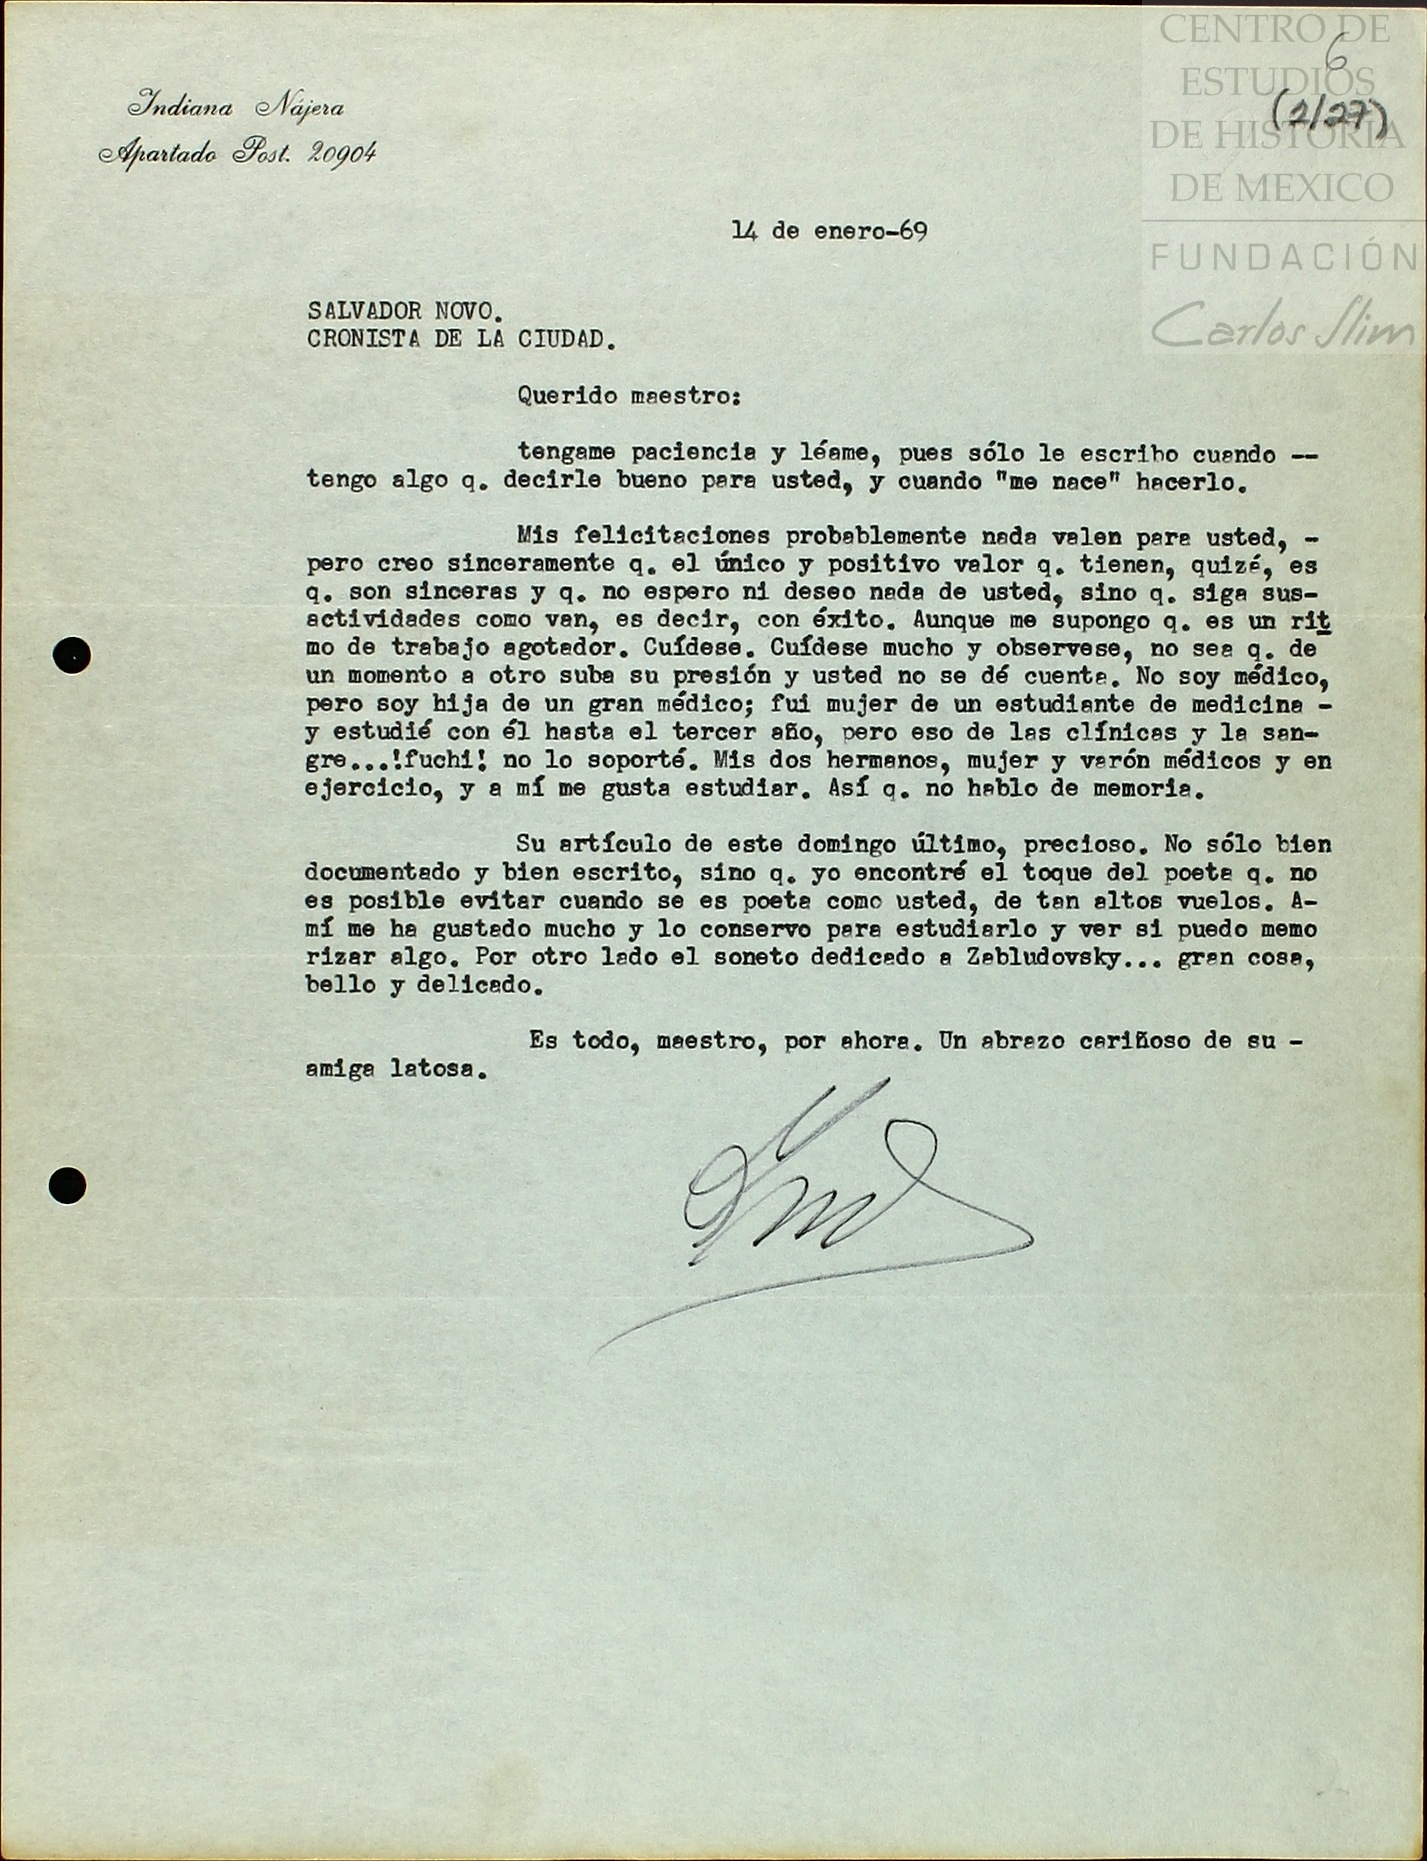 CENTRO DE
ESTUDIOS
DE HISTORIA
DE MEXICO
FUNDACIÓN
Carlos Slim
6
(2/27)
Indiana Nájera
Apartado Post. 20904
14 de enero-69
SALVADOR NOVO.
CRONISTA DE LA CIUDAD.
Querido maestro:
tengame paciencia y léame, pues sólo le escribo cuando --
tengo algo q. decirle bueno para usted, y cuando "me nace" hacerlo.
Mis felicitaciones probablemente nada valen para usted, -
pero creo sinceramente q. el único y positivo valor q. tienen, quizé, es
q. son sinceras y q. no espero ni deseo nada de usted, sino q. siga sus-
actividades como van, es decir, con éxito. Aunque me supongo q. es un rit
mo de trabajo agotador. Cuídese. Cuídese mucho y observese, no sea q. de
un momento a otro suba su presión y usted no se dé cuenta. No soy médico,
pero soy hija de un gran médico; fui mujer de un estudiante de medicina -
y estudié con él hasta el tercer año, pero eso de las clínicas y la san-
gre...!fuchi! no lo soporté. Mis dos hermanos, mujer y varón médicos y en
ejercicio, y a mí me gusta estudiar. Así q. no hablo de memoria.
Su artículo de este domingo último, precioso. No sólo bien
documentado y bien escrito, sino q. yo encontré el toque del poeta q. no
es posible evitar cuando se es poeta como usted, de tan altos vuelos. A-
mí me ha gustado mucho y lo conservo para estudiarlo y ver si puedo memo
rizar algo. Por otro lado el soneto dedicado a Zabludovsky... gran cosa,
bello y delicado.
Es todo, maestro, por ahora. Un abrazo cariñoso de su -
amiga latosa.